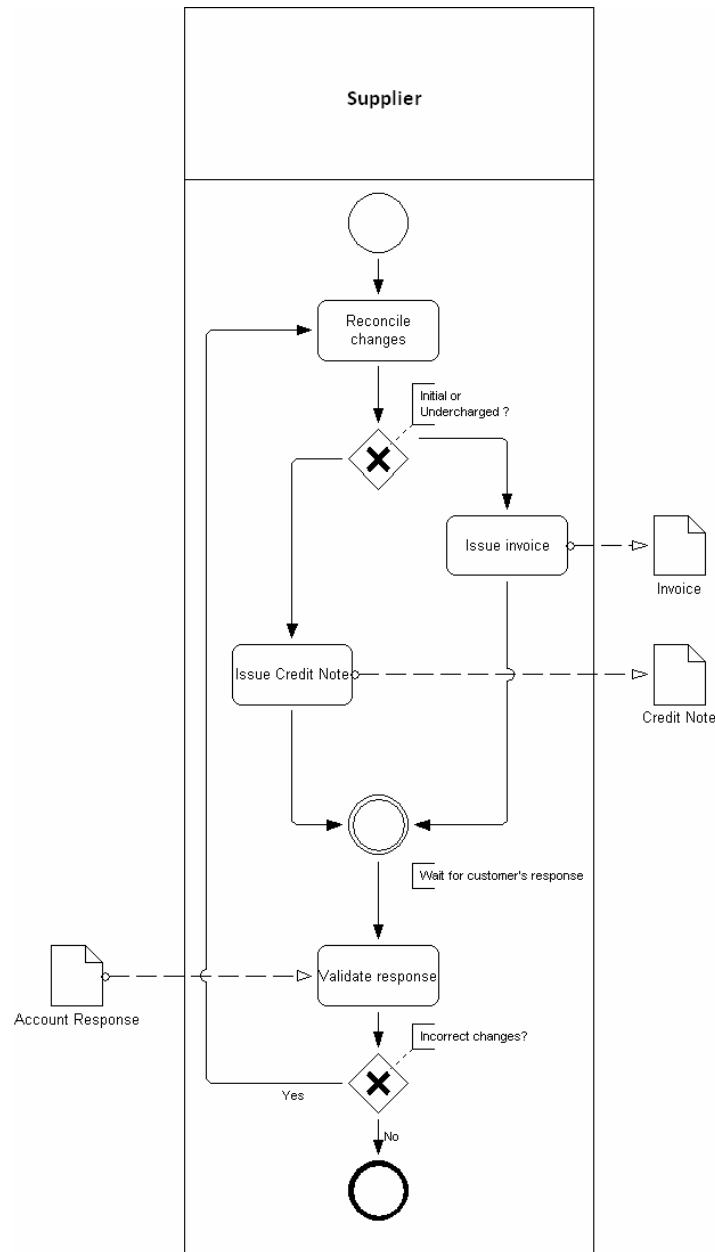 Supplier
Reconcile
changes
Initial or
Undercharged ?
Issue invoice
Invoice
Issue Credit Note
Credit Note
Wait for customer's response
Validate response
Account Response
Incorrect changes?
Yes
No